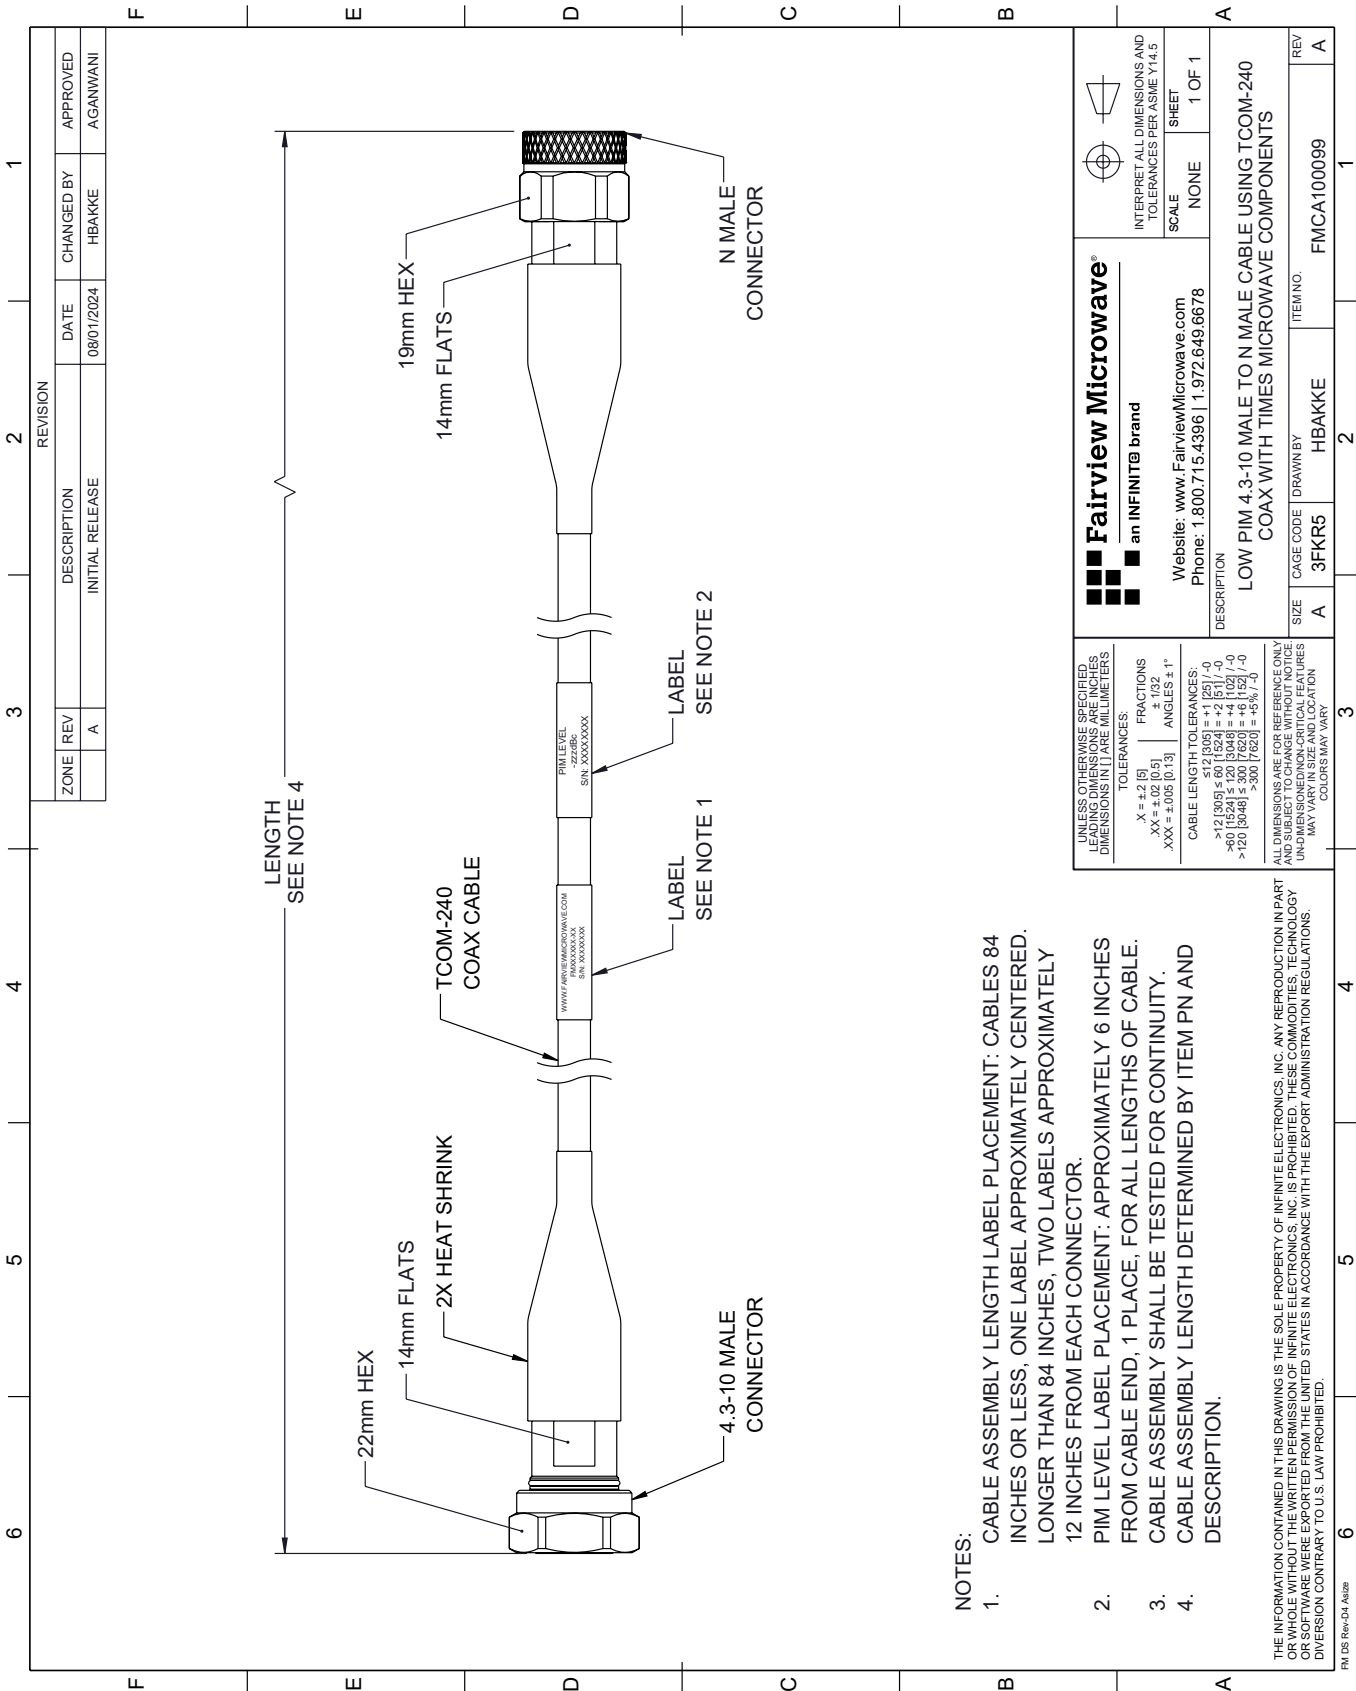 6
5
4
3
2
1
F
E
D
C
B
A
REVISION
ZONE REV DESCRIPTION DATE CHANGED BY APPROVED
A INITIAL RELEASE 08/01/2024 HBAKKE AGANWANI
LENGTH
SEE NOTE 4
22mm HEX
14mm FLATS
2X HEAT SHRINK
TCOM-240
COAX CABLE
19mm HEX
14mm FLATS
WWW.FAIRVIEWMICROWAVE.COM
FMXXXXX-XX
S/N: XXXXXXXX
PIM LEVEL
-zzzdBc
S/N: XXXXXXXX
4.3-10 MALE
CONNECTOR
LABEL
SEE NOTE 1
LABEL
SEE NOTE 2
N MALE
CONNECTOR
NOTES:
1. CABLE ASSEMBLY LENGTH LABEL PLACEMENT: CABLES 84
INCHES OR LESS, ONE LABEL APPROXIMATELY CENTERED.
LONGER THAN 84 INCHES, TWO LABELS APPROXIMATELY
12 INCHES FROM EACH CONNECTOR.
2. PIM LEVEL LABEL PLACEMENT: APPROXIMATELY 6 INCHES
FROM CABLE END, 1 PLACE, FOR ALL LENGTHS OF CABLE.
3. CABLE ASSEMBLY SHALL BE TESTED FOR CONTINUITY.
4. CABLE ASSEMBLY LENGTH DETERMINED BY ITEM PN AND
DESCRIPTION.
THE INFORMATION CONTAINED IN THIS DRAWING IS THE SOLE PROPERTY OF INFINITE ELECTRONICS, INC. ANY REPRODUCTION IN PART
OR WHOLE WITHOUT THE WRITTEN PERMISSION OF INFINITE ELECTRONICS, INC. IS PROHIBITED. THESE COMMODITIES, TECHNOLOGY
OR SOFTWARE WERE EXPORTED FROM THE UNITED STATES IN ACCORDANCE WITH THE EXPORT ADMINISTRATION REGULATIONS.
DIVERSION CONTRARY TO U.S. LAW PROHIBITED.
UNLESS OTHERWISE SPECIFIED
LEADING DIMENSIONS ARE INCHES
DIMENSIONS IN [ ] ARE MILLIMETERS
TOLERANCES:
.X = ±.2 [5]
.XX = ±.02 [0.5]
.XXX = ±.005 [0.13]
FRACTIONS
± 1/32
ANGLES ± 1°
CABLE LENGTH TOLERANCES:
≤12 [305] = +1 [25] / -0
>12 [305] ≤ 60 [1524] = +2 [51] / -0
>60 [1524] ≤ 120 [3048] = +4 [102] / -0
>120 [3048] ≤ 300 [7620] = +6 [152] / -0
>300 [7620] = +5% / -0
ALL DIMENSIONS ARE FOR REFERENCE ONLY
AND SUBJECT TO CHANGE WITHOUT NOTICE.
UN-DIMENSIONED/NON-CRITICAL FEATURES
MAY VARY IN SIZE AND LOCATION
COLORS MAY VARY
Fairview Microwave®
an INFINIT® brand
Website: www.FairviewMicrowave.com
Phone: 1.800.715.4396 | 1.972.649.6678
INTERPRET ALL DIMENSIONS AND
TOLERANCES PER ASME Y14.5
SCALE
NONE
SHEET
1 OF 1
DESCRIPTION
LOW PIM 4.3-10 MALE TO N MALE CABLE USING TCOM-240
COAX WITH TIMES MICROWAVE COMPONENTS
SIZE
A
CAGE CODE
3FKR5
DRAWN BY
HBAKKE
ITEM NO.
FMCA100099
REV
A
F
E
D
C
B
A
6
5
4
3
2
1
FM DS Rev-D4 Asize